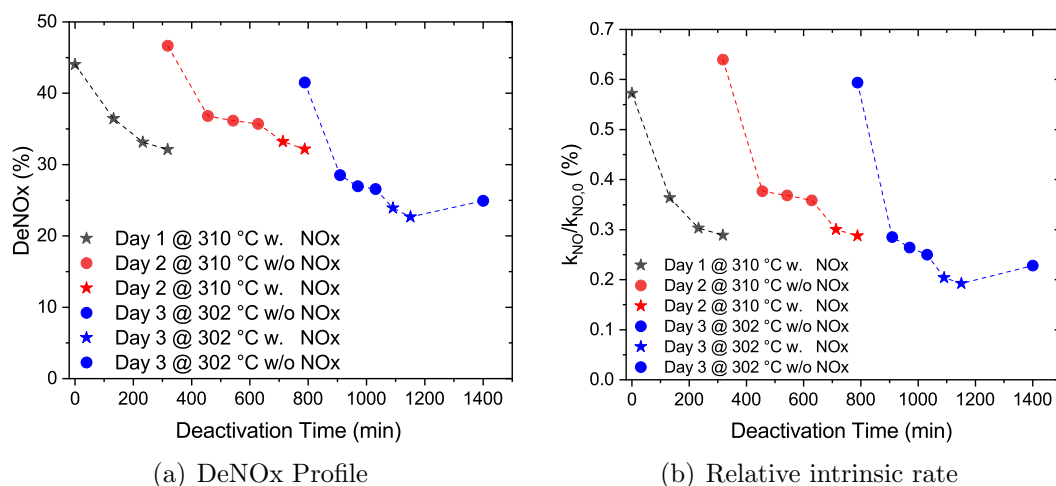 50
40
30
20
10
0
DeNOx (%)
Day 1 @ 310 °C w. NOx
Day 2 @ 310 °C w/o NOx
Day 2 @ 310 °C w. NOx
Day 3 @ 302 °C w/o NOx
Day 3 @ 302 °C w. NOx
Day 3 @ 302 °C w/o NOx
0 200 400 600 800 1000 1200 1400
Deactivation Time (min)
(a) DeNOx Profile
0.7
0.6
0.5
0.4
0.3
0.2
0.1
0.0
k_NO/k_NO,0 (%)
Day 1 @ 310 °C w. NOx
Day 2 @ 310 °C w/o NOx
Day 2 @ 310 °C w. NOx
Day 3 @ 302 °C w/o NOx
Day 3 @ 302 °C w. NOx
Day 3 @ 302 °C w/o NOx
0 200 400 600 800 1000 1200 1400
Deactivation Time (min)
(b) Relative intrinsic rate